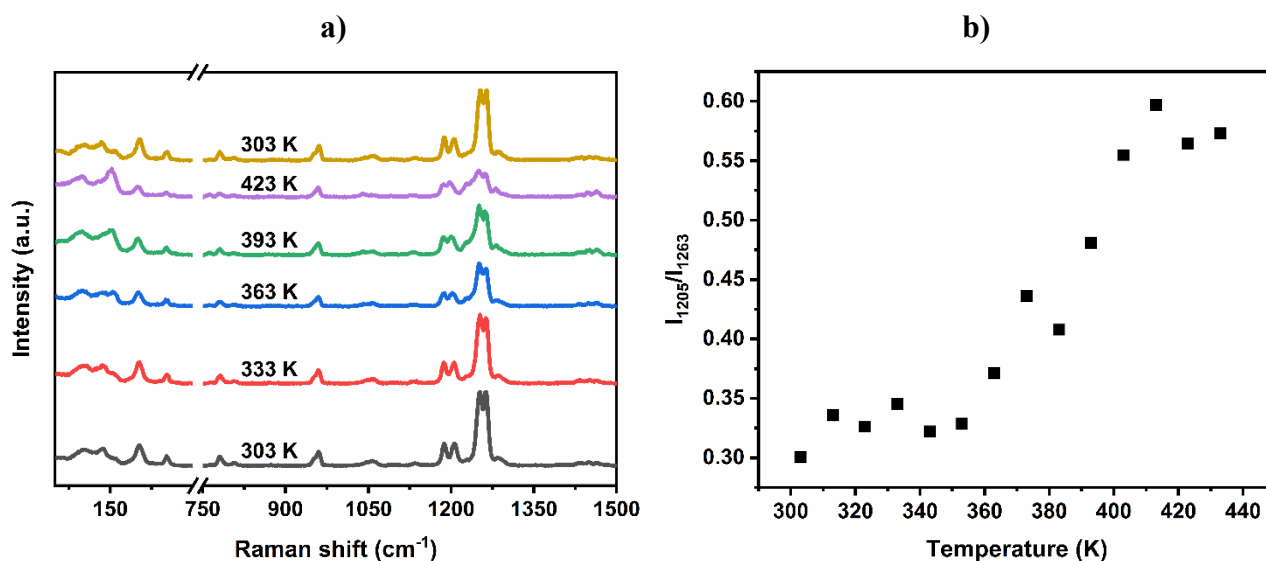 a)
303 K
423 K
393 K
363 K
333 K
303 K
Intensity (a.u.)
150
750
900
1050
1200
1350
1500
Raman shift (cm⁻¹)
b)
0.60
0.55
0.50
0.45
0.40
0.35
0.30
I₁₂₀₅/I₁₂₆₃
300
320
340
360
380
400
420
440
Temperature (K)